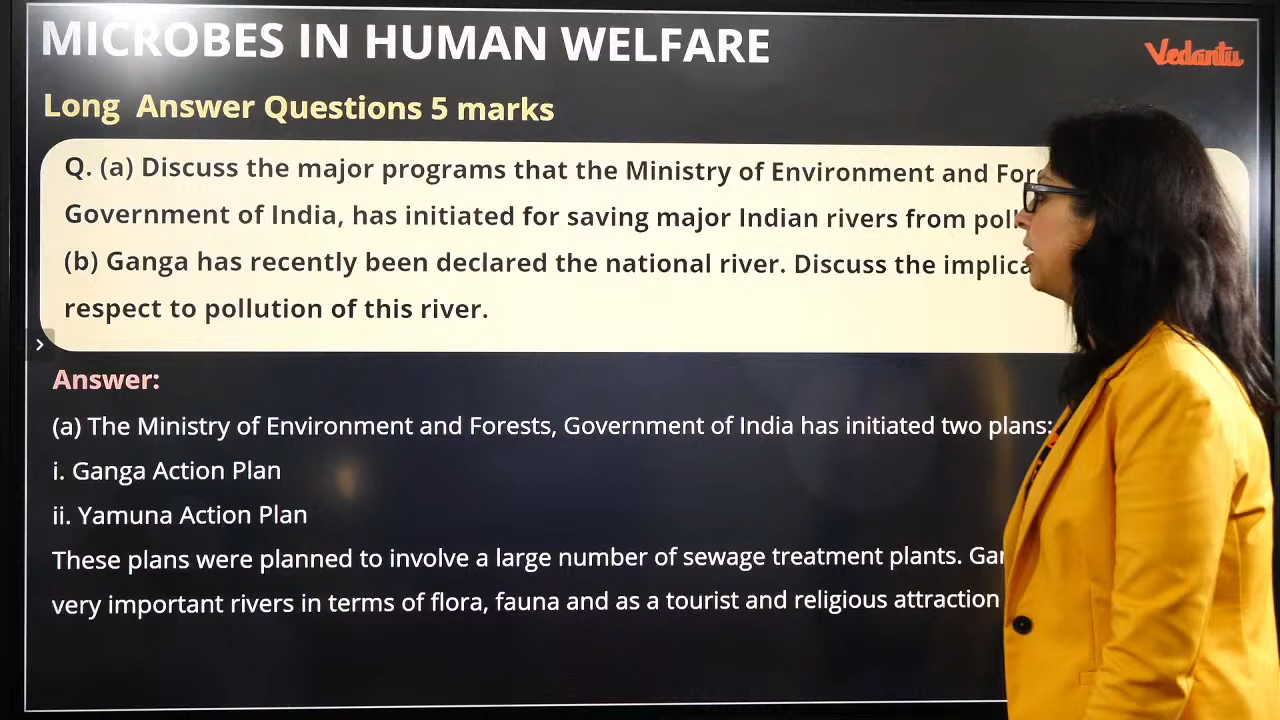 MICROBES IN HUMAN WELFARE
Vedantu
Long Answer Questions 5 marks
Q. (a) Discuss the major programs that the Ministry of Environment and
Government of India, has initiated for saving major Indian rivers from
(b) Ganga has recently been declared the national river. Discuss the
respect to pollution of this river.
Answer:
(a) The Ministry of Environment and Forests, Government of India has initiated two plans:
i. Ganga Action Plan
ii. Yamuna Action Plan
These plans were planned to involve a large number of sewage treatment plants.
very important rivers in terms of flora, fauna and as a tourist and religious attraction